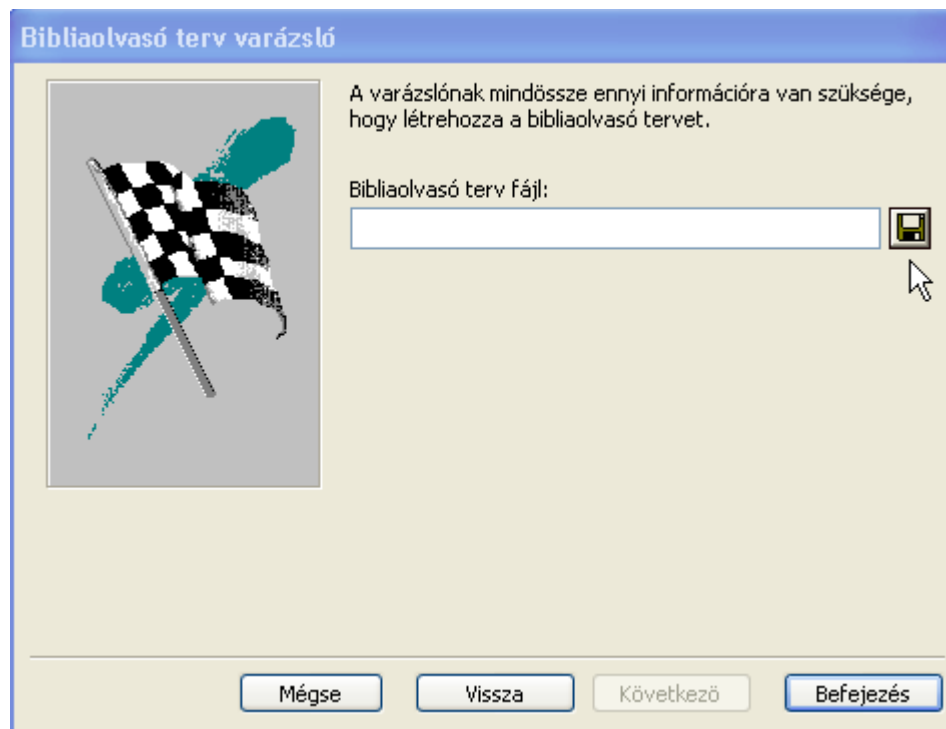 Bibliaolvasó terv varázsló
A varázslónak mindössze ennyi információra van szüksége,
hogy létrehozza a bibliaolvasó tervet.
Bibliaolvasó terv fájl:
Mégse
Vissza
Következö
Befejezés